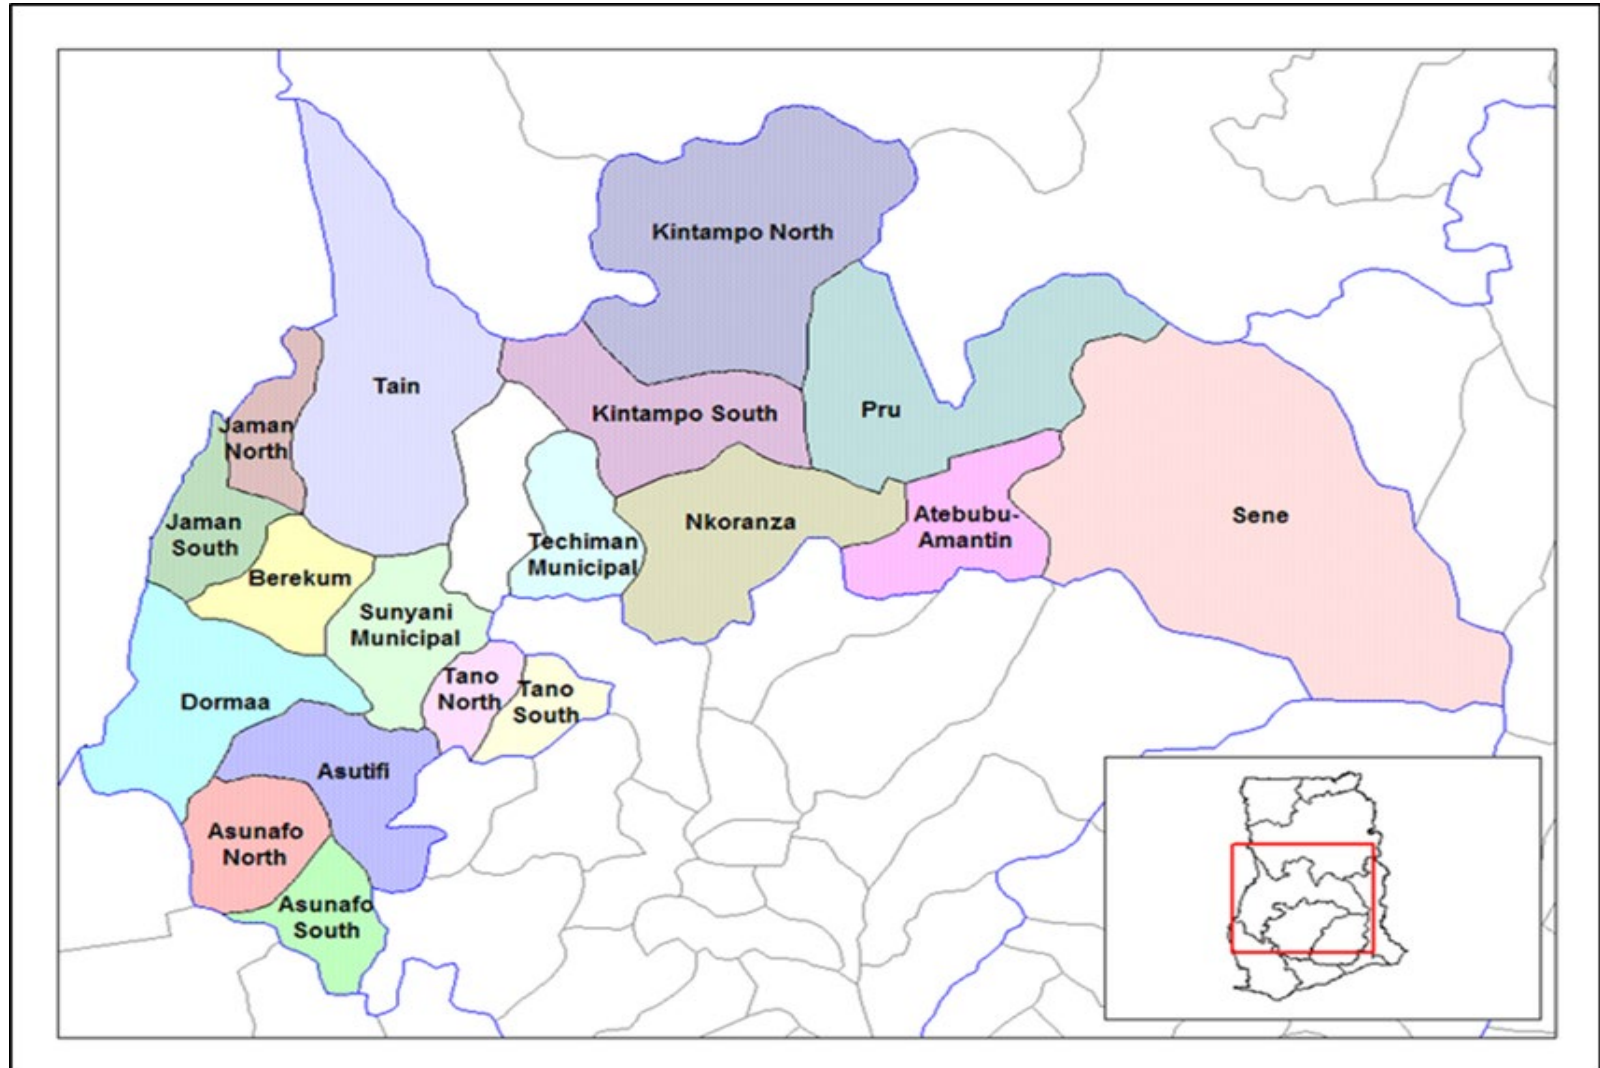 Kintampo North
Tain
Kintampo South
Pru
Jaman
North
Jaman
South
Nkoranza
Atebubu-
Amantin
Sene
Techiman
Municipal
Berekum
Sunyani
Municipal
Tano
North
Tano
South
Dormaa
Asutifi
Asunafo
North
Asunafo
South